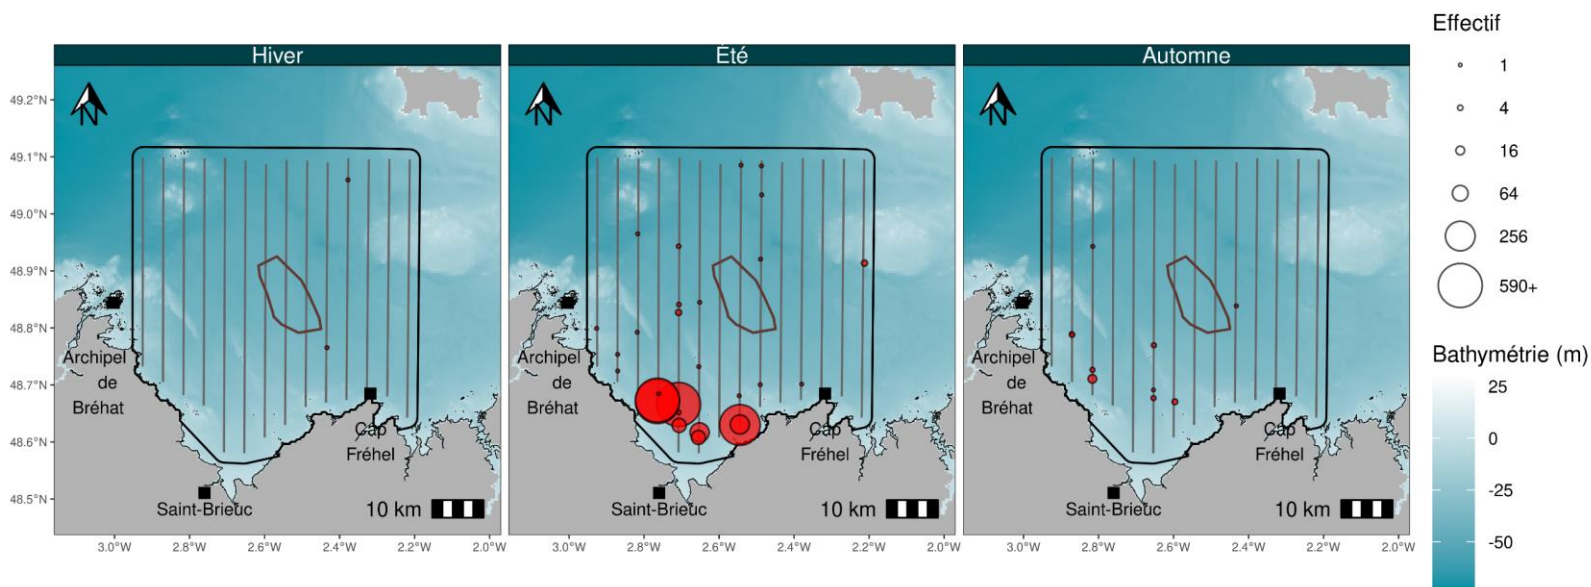 Effectif
1
4
16
64
256
590+
Bathymétrie (m)
25
0
-25
-50
Hiver
Été
Automne
49.2°N
49.1°N
49.0°N
48.9°N
48.8°N
48.7°N
48.6°N
48.5°N
N
Archipel
de
Bréhat
Cap
Fréhel
Saint-Brieuc
10 km
3.0°W 2.8°W 2.6°W 2.4°W 2.2°W 2.0°W
N
Archipel
de
Bréhat
Cap
Fréhel
Saint-Brieuc
10 km
3.0°W 2.8°W 2.6°W 2.4°W 2.2°W 2.0°W
N
Archipel
de
Bréhat
Cap
Fréhel
Saint-Brieuc
10 km
3.0°W 2.8°W 2.6°W 2.4°W 2.2°W 2.0°W